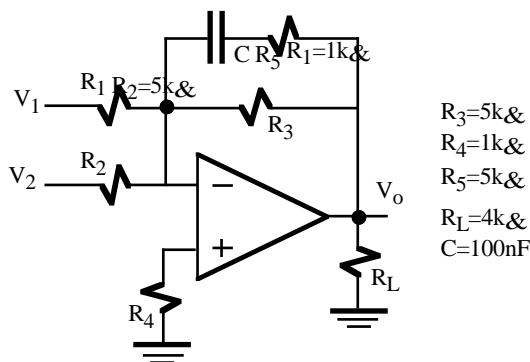 C R5 R1=1k&
R1 R2=5k&
V1
R3
R3=5k&
R4=1k&
R2
V2
R5=5k&
Vo
−
RL=4k&
+
C=100nF
RL
R4